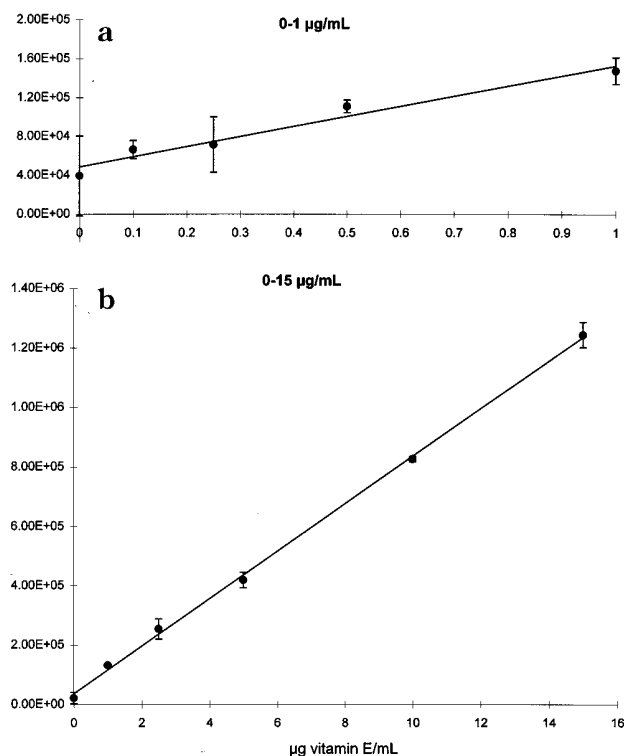 a
0-1 µg/mL
2.00E+05
1.60E+05
1.20E+05
8.00E+04
4.00E+04
0.00E+00
0 0.1 0.2 0.3 0.4 0.5 0.6 0.7 0.8 0.9 1
b
0-15 µg/mL
1.40E+06
1.20E+06
1.00E+06
8.00E+05
6.00E+05
4.00E+05
2.00E+05
0.00E+00
0 2 4 6 8 10 12 14 16
µg vitamin E/mL